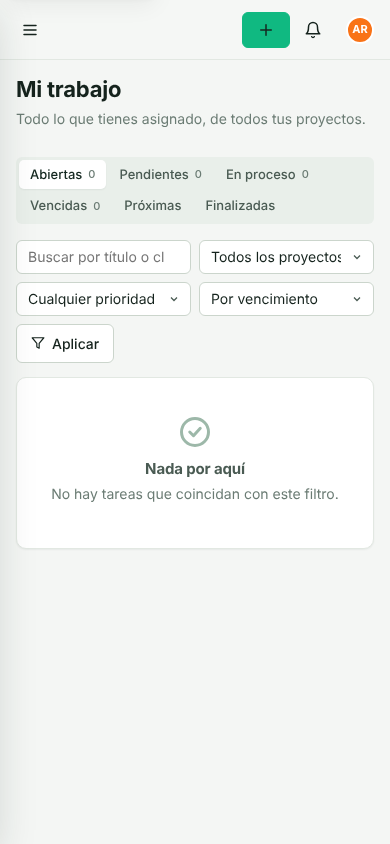 AR
Mi trabajo
Todo lo que tienes asignado, de todos tus proyectos.
Abiertas 0 Pendientes 0 En proceso 0
Vencidas 0 Próximas Finalizadas
Buscar por título o cl Todos los proyectos
Cualquier prioridad Por vencimiento
Aplicar
Nada por aquí
No hay tareas que coincidan con este filtro.